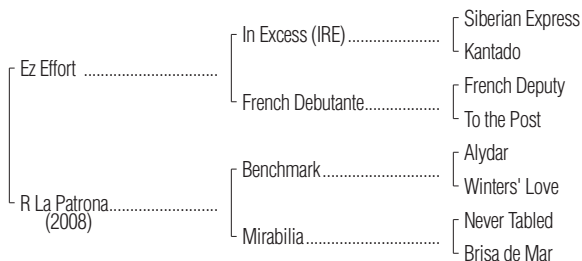 Siberian Express
In Excess (IRE)
Kantado
Ez Effort
French Deputy
French Debutante
To the Post
Alydar
Benchmark
Winters' Love
R La Patrona
(2008)
Never Tabled
Mirabilia
Brisa de Mar